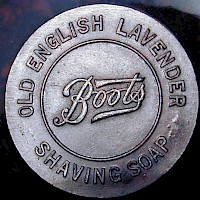 OLD ENGLISH LAVENDER
Boots
SHAVING SOAP